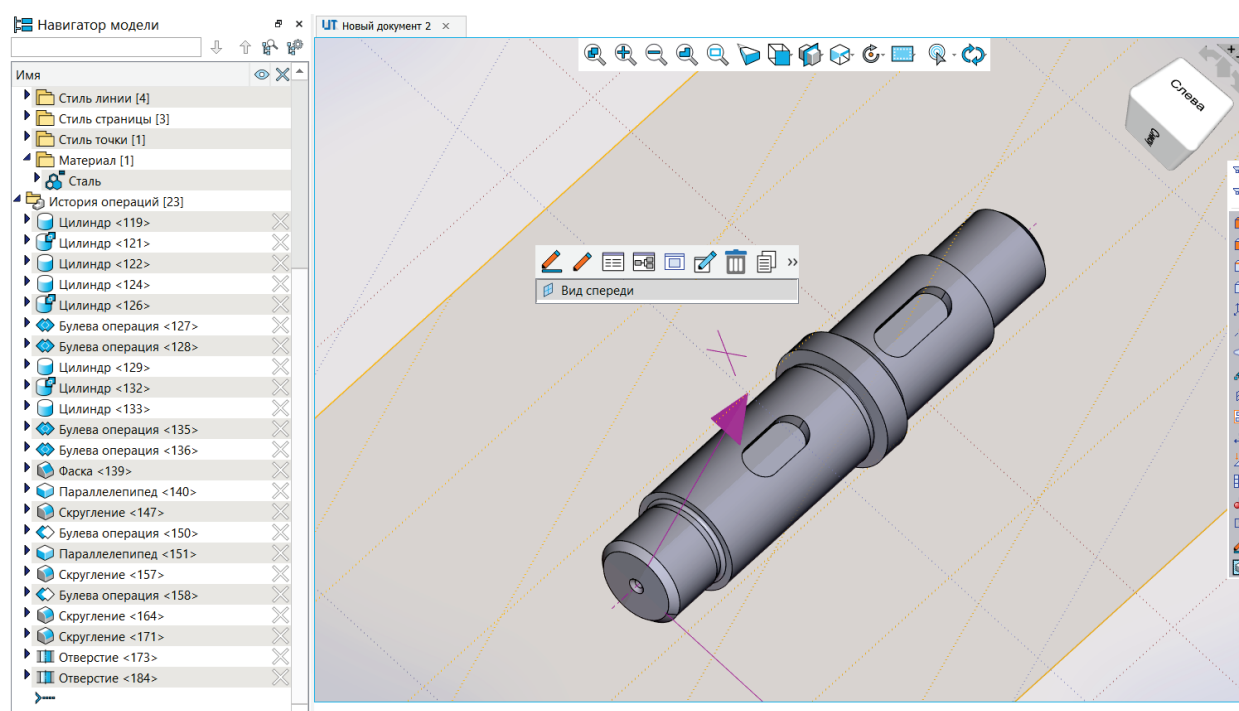 Навигатор модели
Новый документ 2
Имя
Стиль линии [4]
Стиль страницы [3]
Стиль точки [1]
Материал [1]
Сталь
История операций [23]
Цилиндр <119>
Цилиндр <121>
Цилиндр <122>
Цилиндр <124>
Цилиндр <126>
Булева операция <127>
Булева операция <128>
Цилиндр <129>
Цилиндр <132>
Цилиндр <133>
Булева операция <135>
Булева операция <136>
Фаска <139>
Параллелепипед <140>
Скругление <147>
Булева операция <150>
Параллелепипед <151>
Скругление <157>
Булева операция <158>
Скругление <164>
Скругление <171>
Отверстие <173>
Отверстие <184>
Вид спереди
Слева